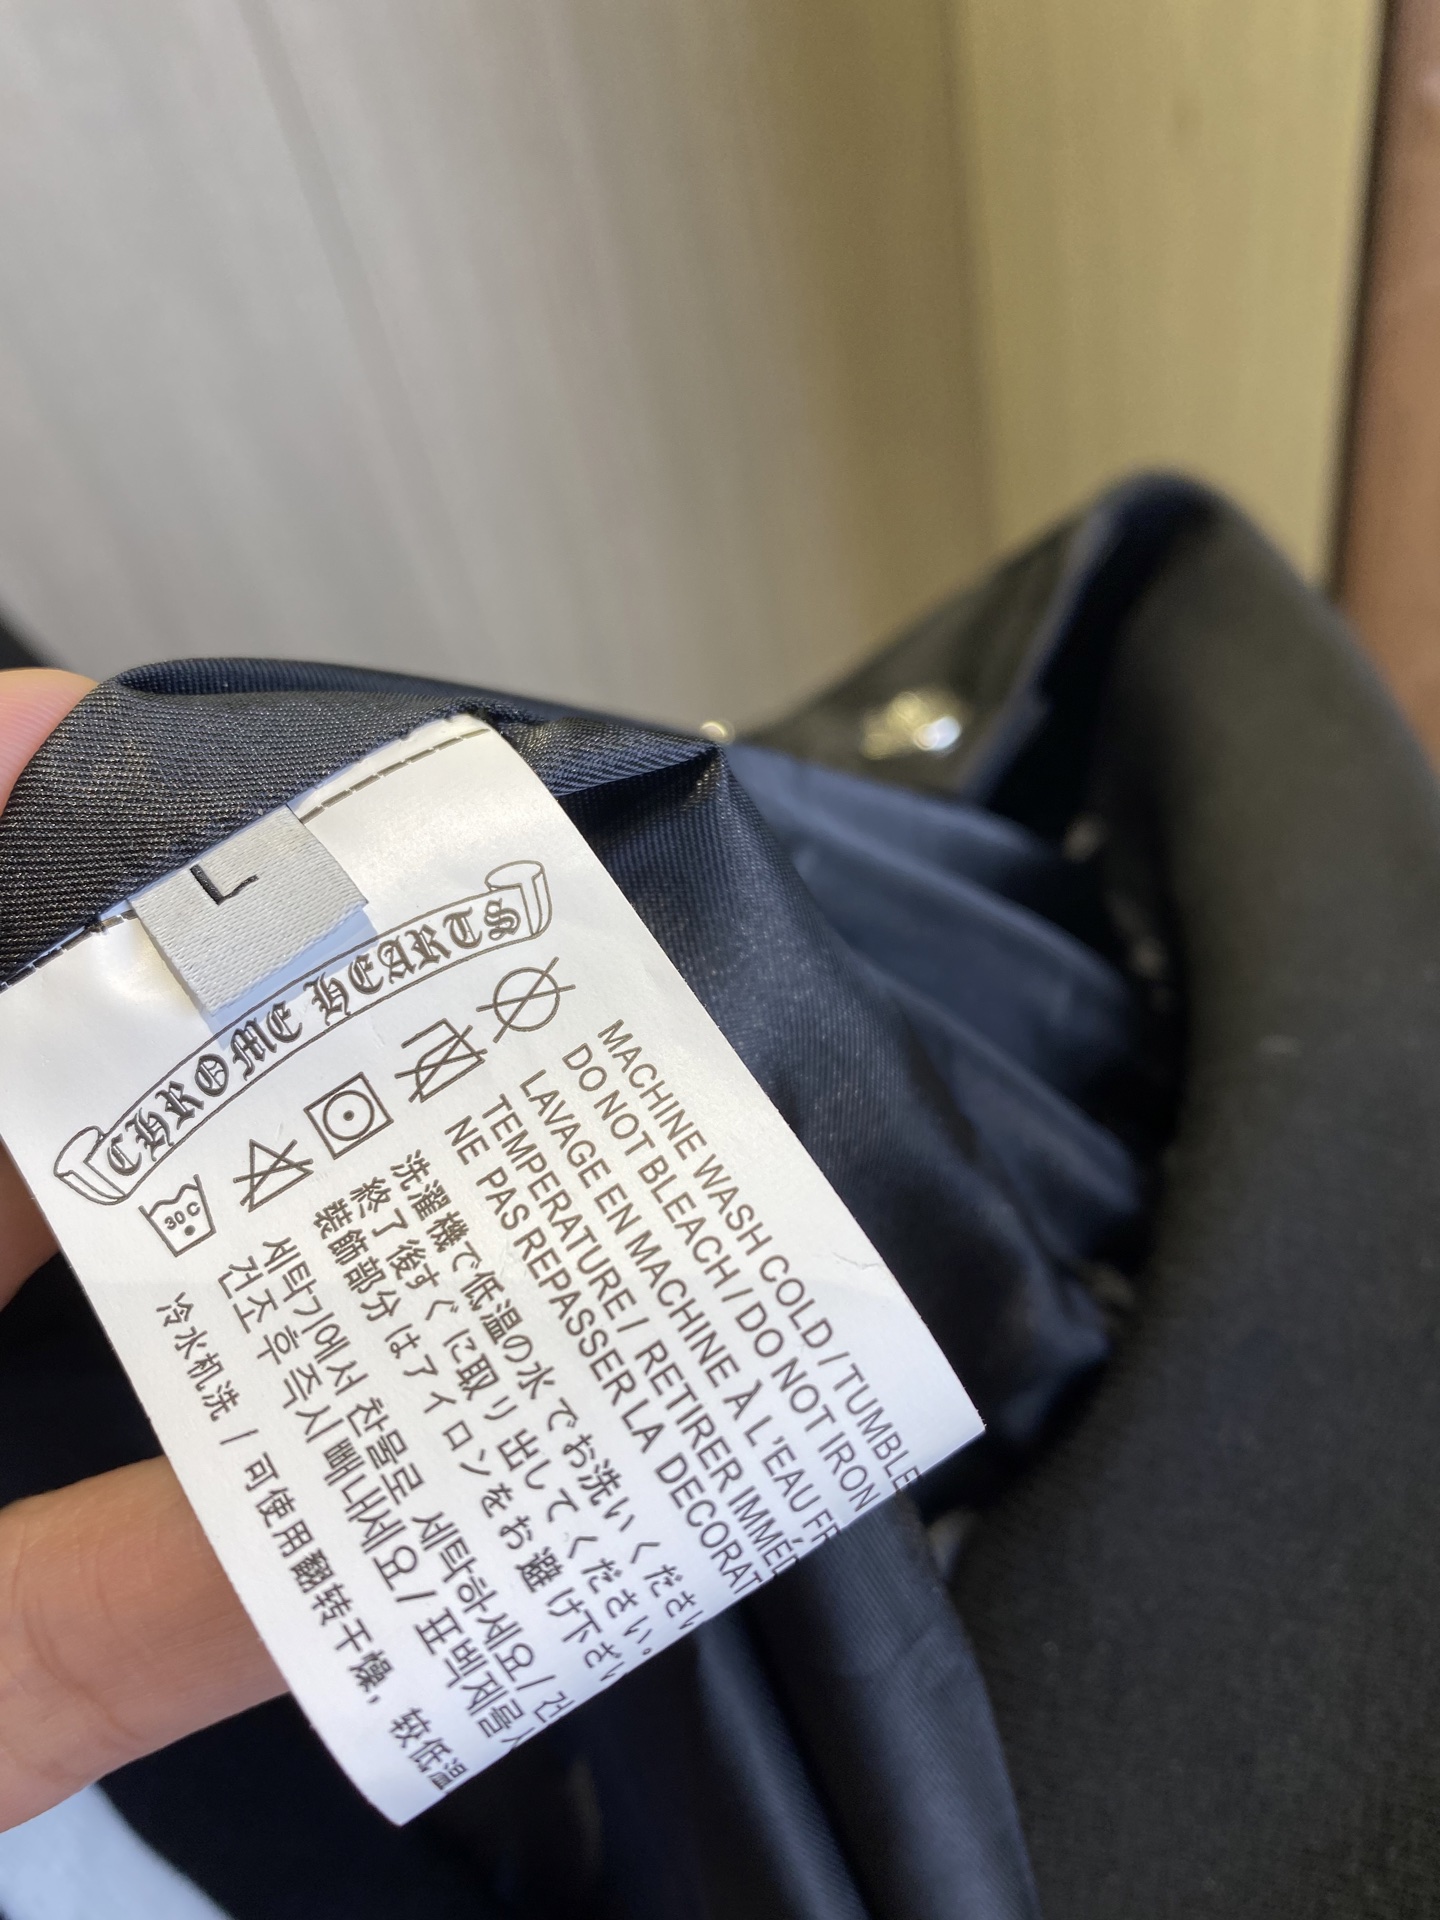 L
CHROME HEARTS
30 C
MACHINE WASH COLD / TUMBLE
DO NOT BLEACH / DO NOT IRON
LAVAGE EN MACHINE À L'EAU FR
TEMPERATURE / RETIRER IMMÉD
NE PAS REPASSER LA DECORAT
洗濯機で低温の水でお洗いください
終了後すぐに取り出してください。
装飾部分はアイロンをお避け下さい
세탁기에서 찬물로 세탁하세요/ 건
건조 후 즉시 빼내세요/ 표백제를
冷水机洗 / 可使用翻转干燥，较低温